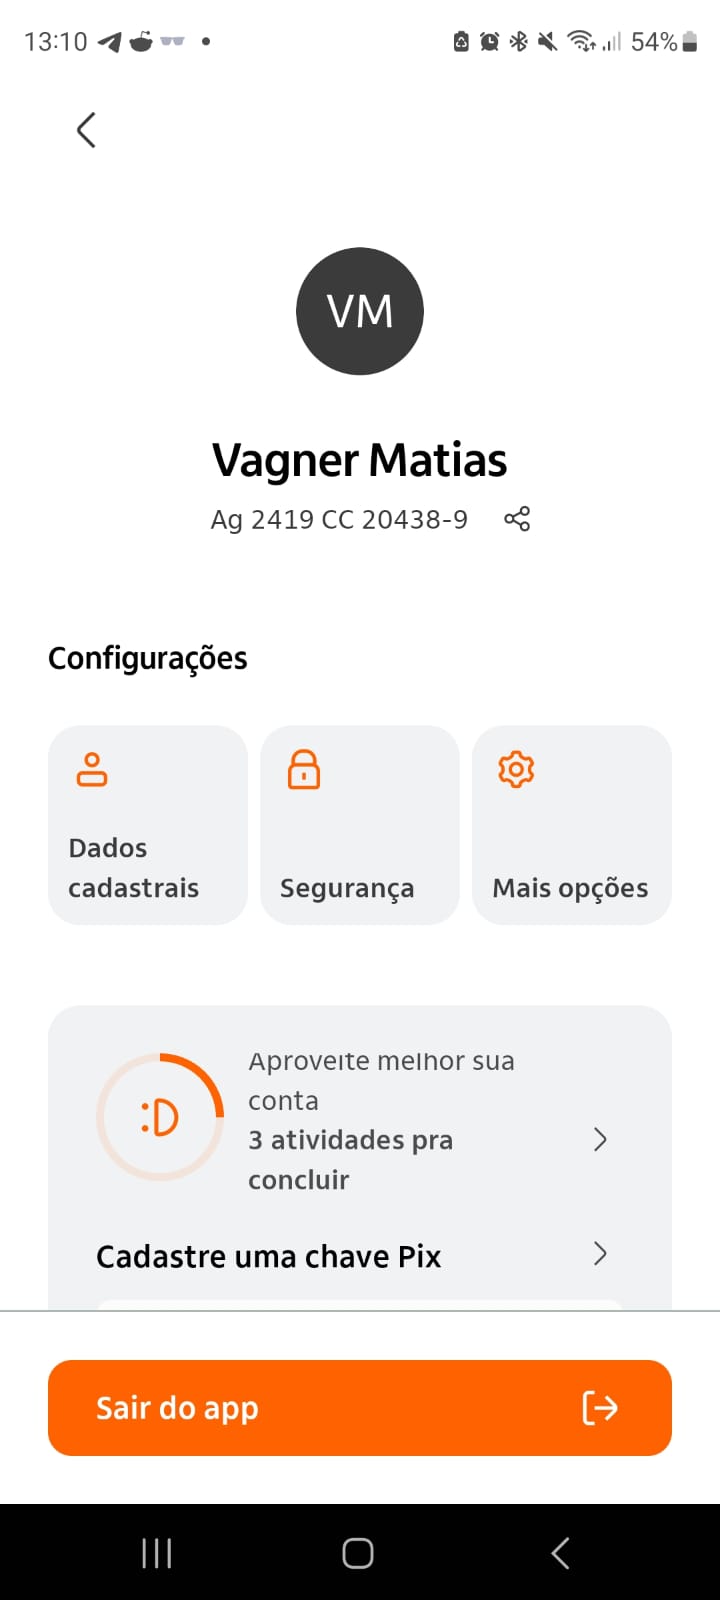 13:10
54%
VM
Vagner Matias
Ag 2419 CC 20438-9
Configurações
Dados
cadastrais
Segurança
Mais opções
:D
Aproveite melhor sua
conta
3 atividades pra
concluir
Cadastre uma chave Pix
Sair do app